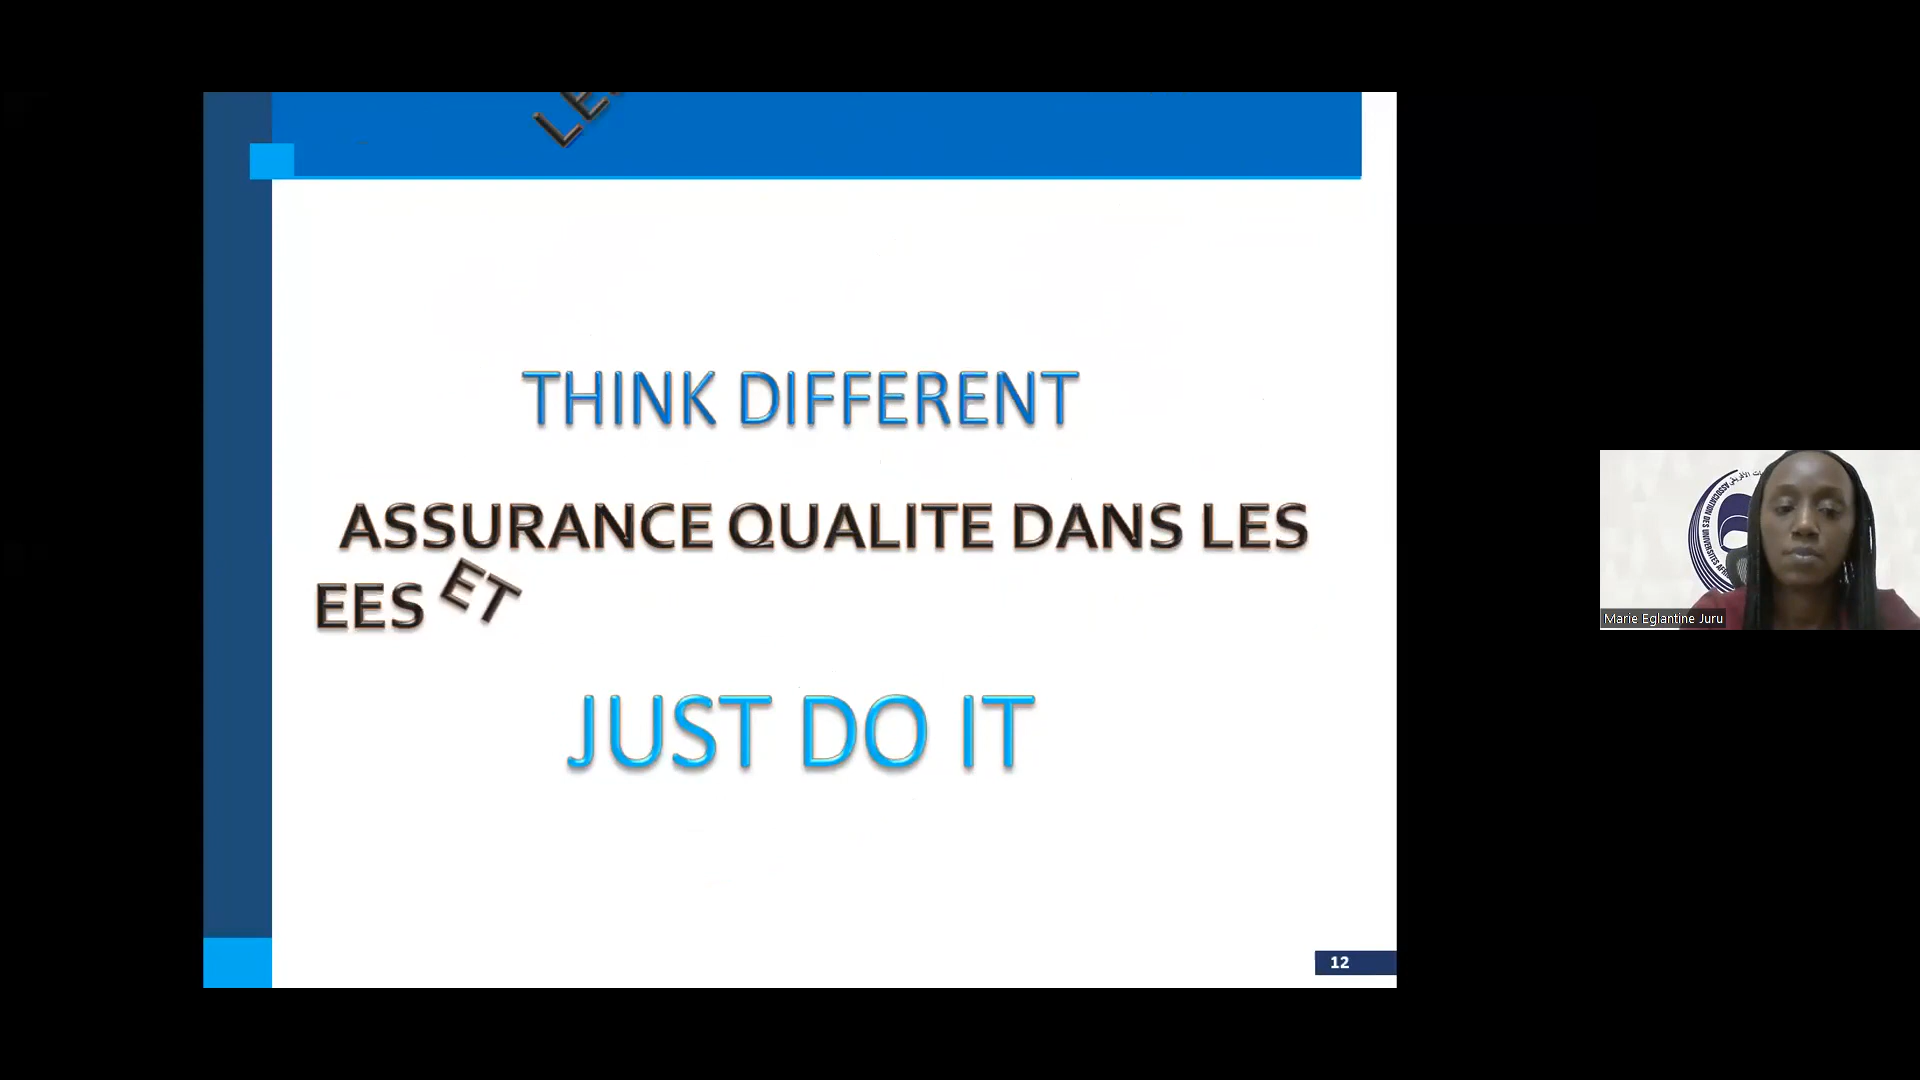 THINK DIFFERENT
ASSURANCE QUALITE DANS LES
EES ET
JUST DO IT
12
Marie Eglantine Juru